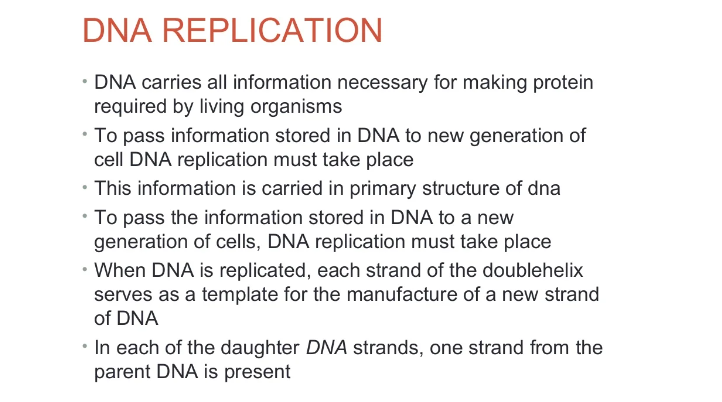 DNA REPLICATION
• DNA carries all information necessary for making protein
required by living organisms
• To pass information stored in DNA to new generation of
cell DNA replication must take place
• This information is carried in primary structure of dna
• To pass the information stored in DNA to a new
generation of cells, DNA replication must take place
• When DNA is replicated, each strand of the doublehelix
serves as a template for the manufacture of a new strand
of DNA
• In each of the daughter DNA strands, one strand from the
parent DNA is present